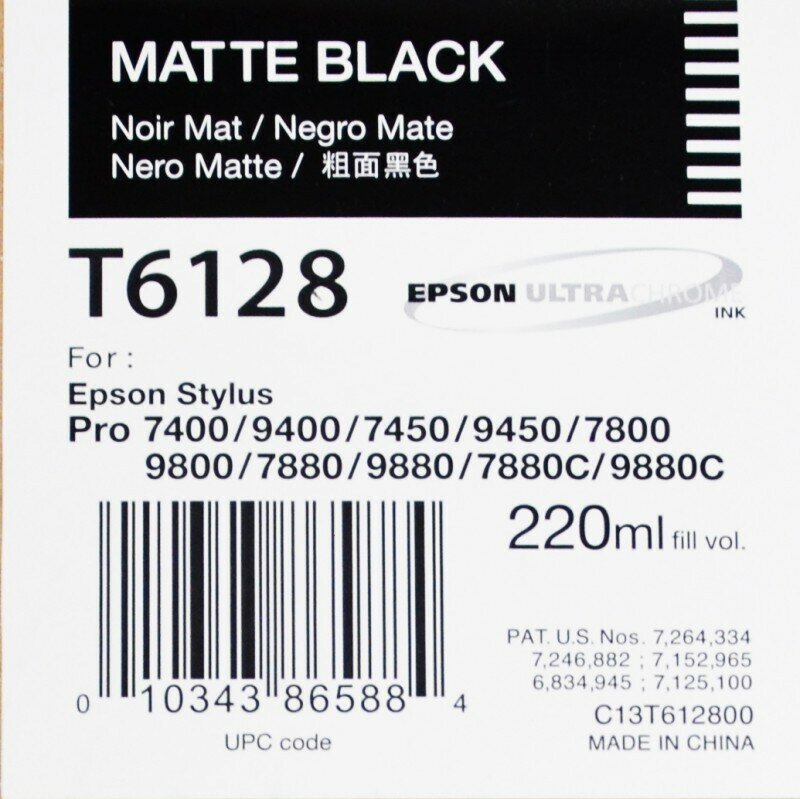 MATTE BLACK
Noir Mat / Negro Mate
Nero Matte / 粗面黑色
T6128
EPSON ULTRACHROME
INK
For :
Epson Stylus
Pro 7400/9400/7450/9450/7800
9800/7880/9880/7880C/9880C
220ml fill vol.
0 10343 86588 4
UPC code
PAT. U.S. Nos. 7,264,334
7,246,882 ; 7,152,965
6,834,945 ; 7,125,100
C13T612800
MADE IN CHINA